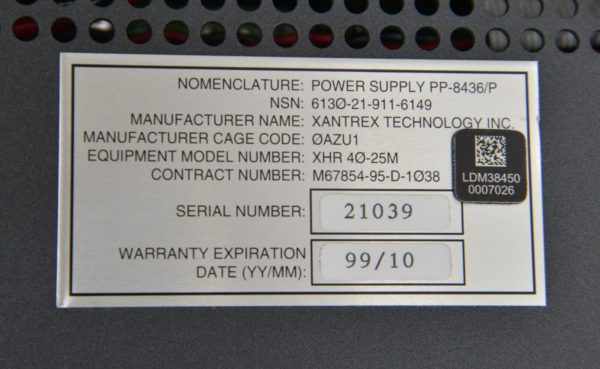 NOMENCLATURE: POWER SUPPLY PP-8436/P
NSN: 613Ø-21-911-6149
MANUFACTURER NAME: XANTREX TECHNOLOGY INC.
MANUFACTURER CAGE CODE: ØAZU1
EQUIPMENT MODEL NUMBER: XHR 4Ø-25M
CONTRACT NUMBER: M67854-95-D-1Ø38
LDM38450
0007026
SERIAL NUMBER: 21039
WARRANTY EXPIRATION
DATE (YY/MM): 99/10